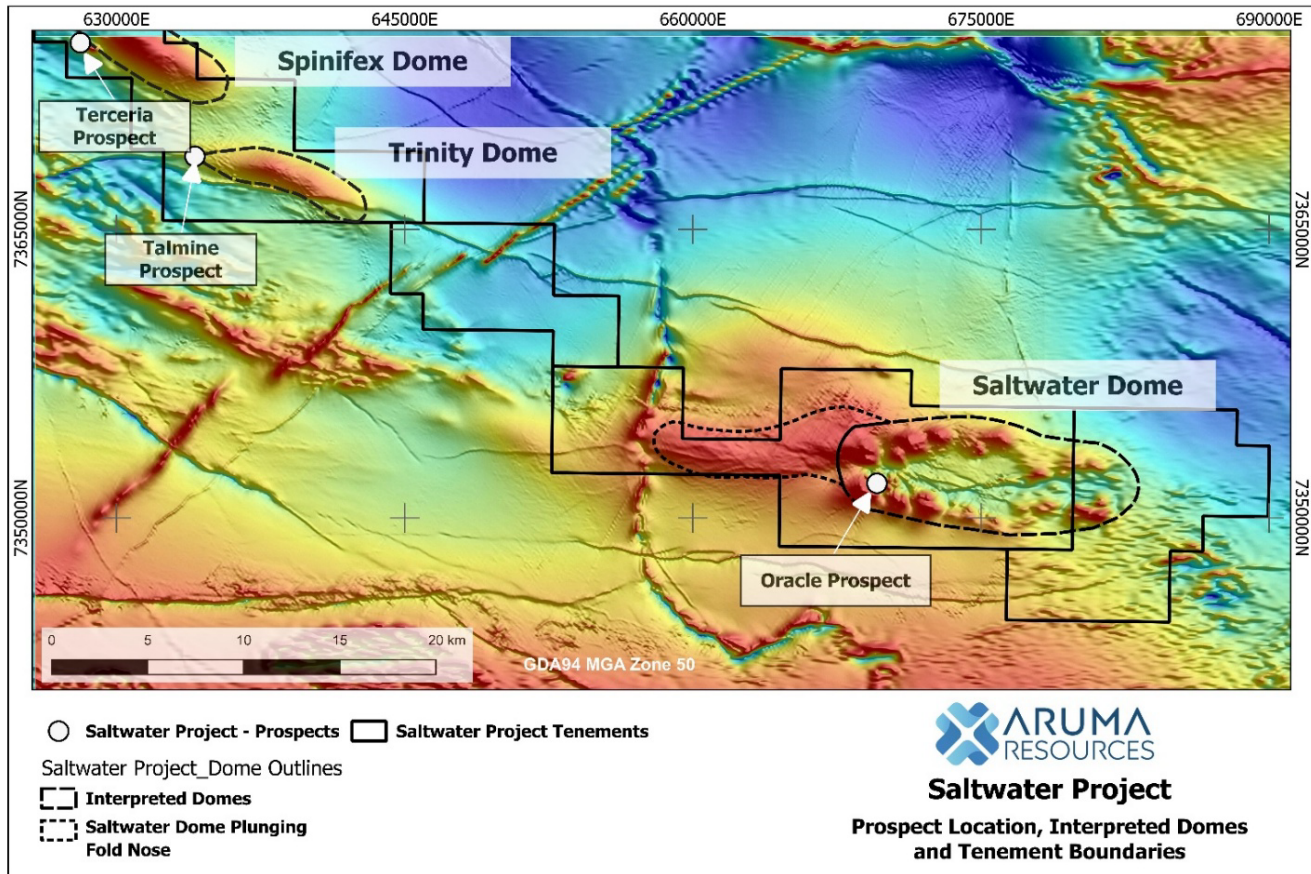 630000E 645000E 660000E 675000E 690000E
Spinifex Dome
Terceria
Prospect
Trinity Dome
7365000N 7365000N
Talmine
Prospect
Saltwater Dome
7350000N 7350000N
Oracle Prospect
0 5 10 15 20 km
GDA94 MGA Zone 50
Saltwater Project - Prospects Saltwater Project Tenements
Saltwater Project_Dome Outlines
Interpreted Domes
Saltwater Dome Plunging
Fold Nose
ARUMA
RESOURCES
Saltwater Project
Prospect Location, Interpreted Domes
and Tenement Boundaries